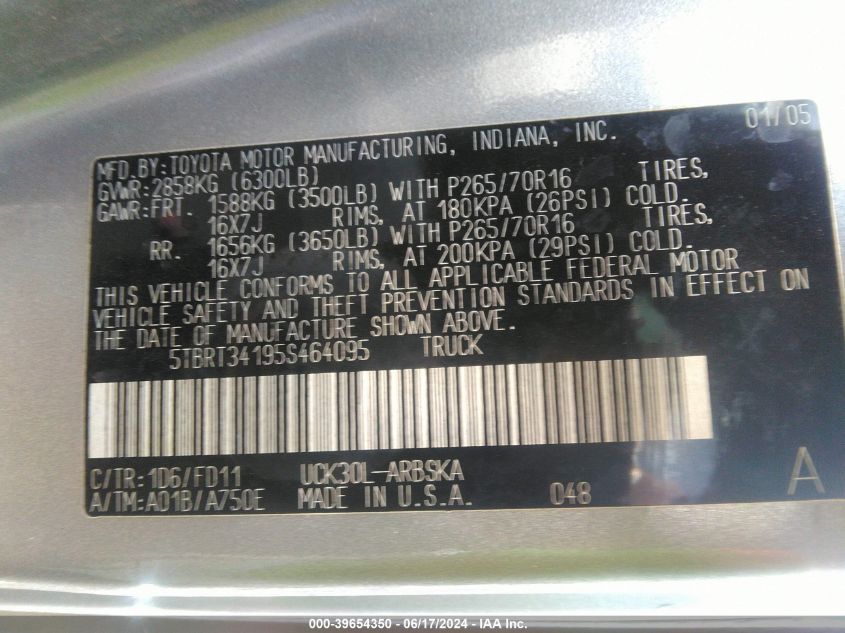 01/05
MFD.BY:TOYOTA MOTOR MANUFACTURING, INDIANA, INC.
GVWR:2858KG (6300LB)
GAWR:FRT. 1588KG (3500LB) WITH P265/70R16 TIRES,
16X7J RIMS, AT 180KPA (26PSI) COLD.
RR. 1656KG (3650LB) WITH P265/70R16 TIRES,
16X7J RIMS, AT 200KPA (29PSI) COLD.
THIS VEHICLE CONFORMS TO ALL APPLICABLE FEDERAL MOTOR
VEHICLE SAFETY AND THEFT PREVENTION STANDARDS IN EFFECT ON
THE DATE OF MANUFACTURE SHOWN ABOVE.
5TBRT34195S464095 TRUCK
C/TR:1D6/FD11 UCK30L-ARBSKA
A/TM:A01B/A750E MADE IN U.S.A. 048 A
000-39654350 - 06/17/2024 - IAA Inc.